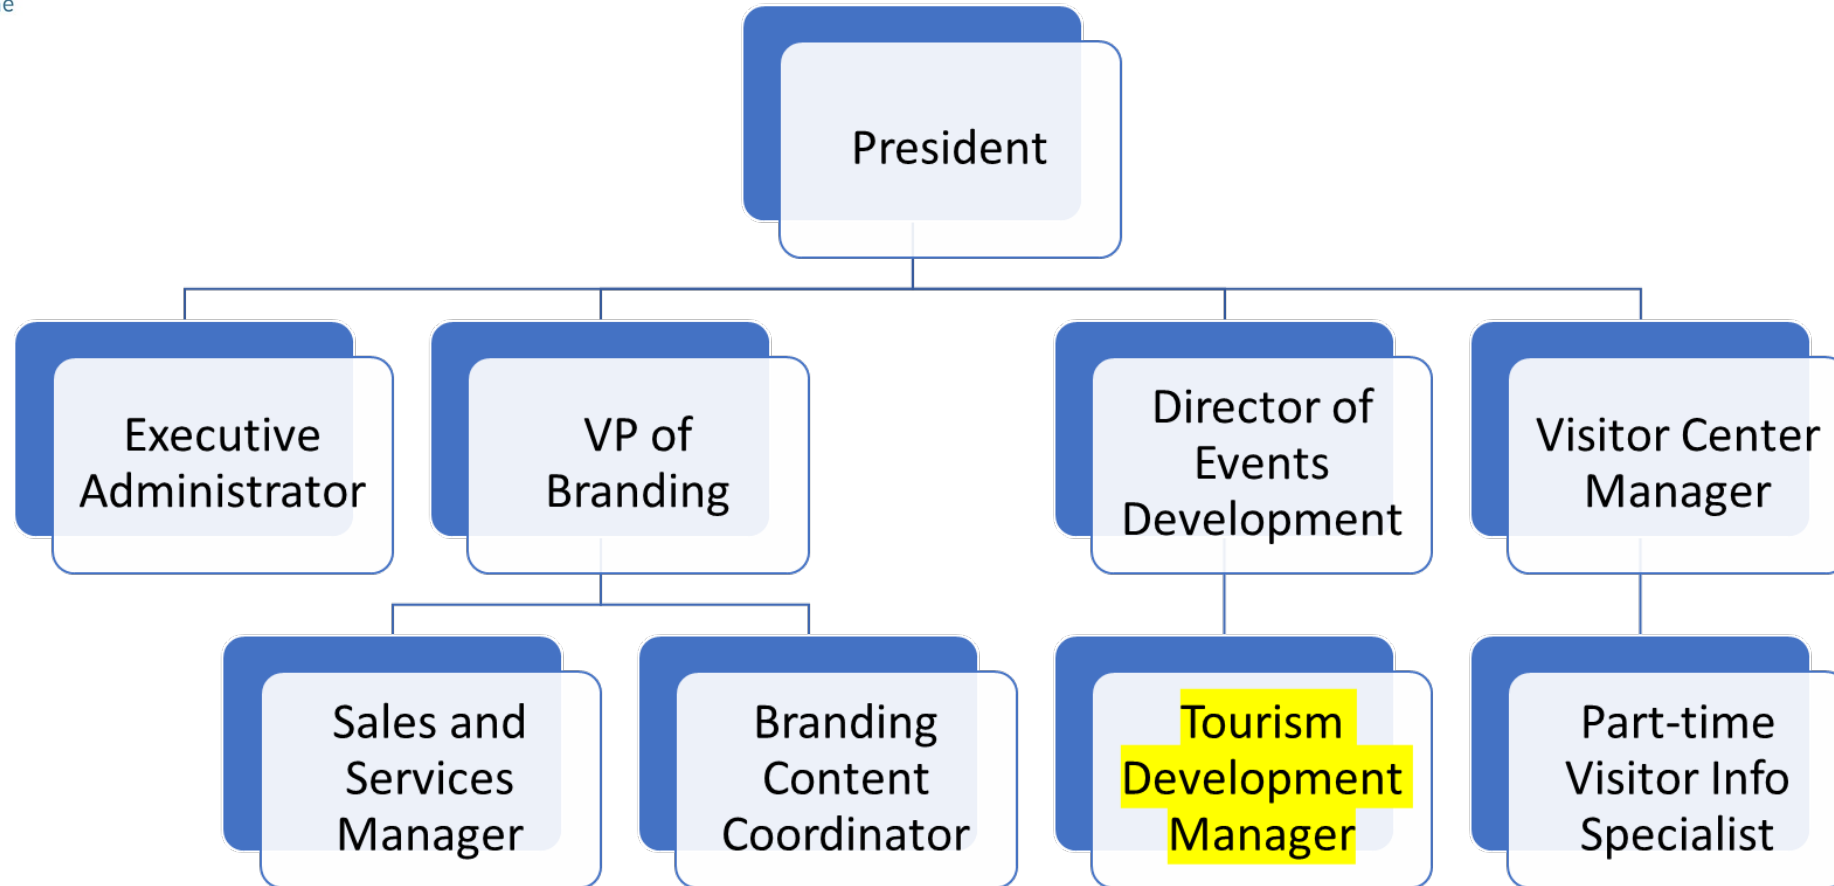 President
Executive
Administrator
VP of
Branding
Director of
Events
Development
Visitor Center
Manager
Sales and
Services
Manager
Branding
Content
Coordinator
Tourism
Development
Manager
Part-time
Visitor Info
Specialist